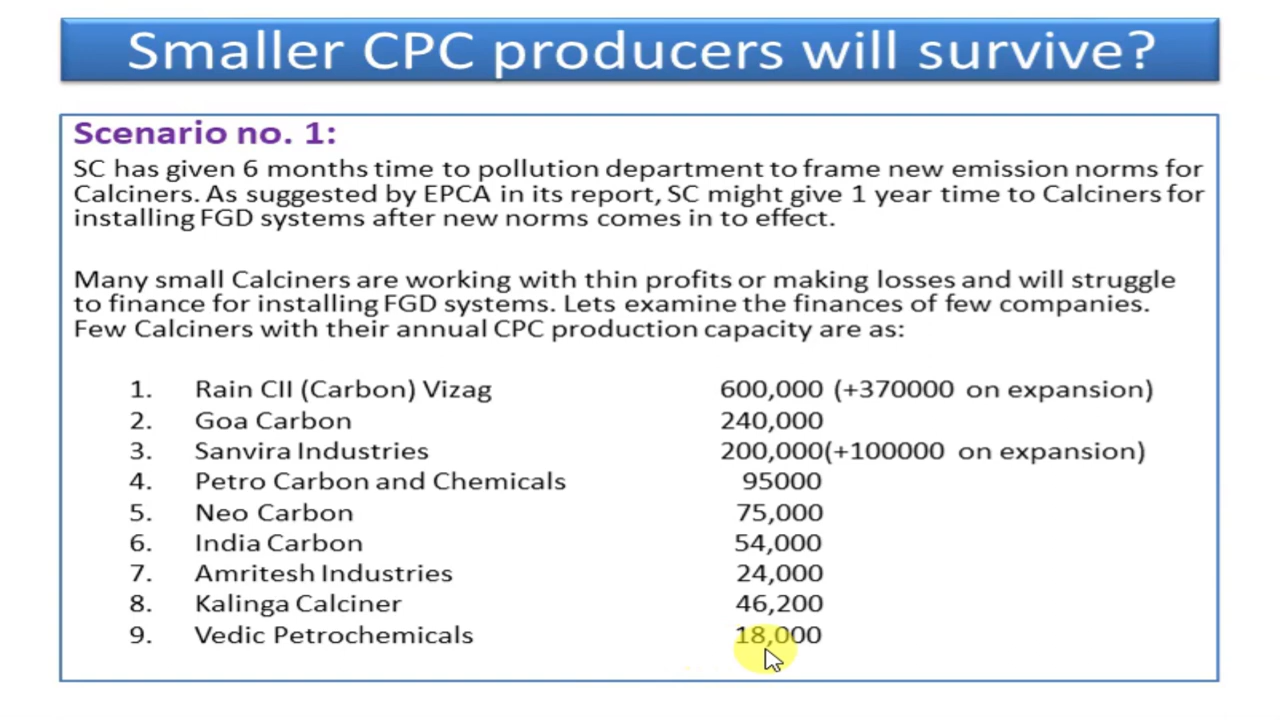 Smaller CPC producers will survive?
Scenario no. 1:
SC has given 6 months time to pollution department to frame new emission norms for
Calciners. As suggested by EPCA in its report, SC might give 1 year time to Calciners for
installing FGD systems after new norms comes in to effect.
Many small Calciners are working with thin profits or making losses and will struggle
to finance for installing FGD systems. Lets examine the finances of few companies.
Few Calciners with their annual CPC production capacity are as:
1. Rain CII (Carbon) Vizag 600,000 (+370000 on expansion)
2. Goa Carbon 240,000
3. Sanvira Industries 200,000(+100000 on expansion)
4. Petro Carbon and Chemicals 95000
5. Neo Carbon 75,000
6. India Carbon 54,000
7. Amritesh Industries 24,000
8. Kalinga Calciner 46,200
9. Vedic Petrochemicals 18,000